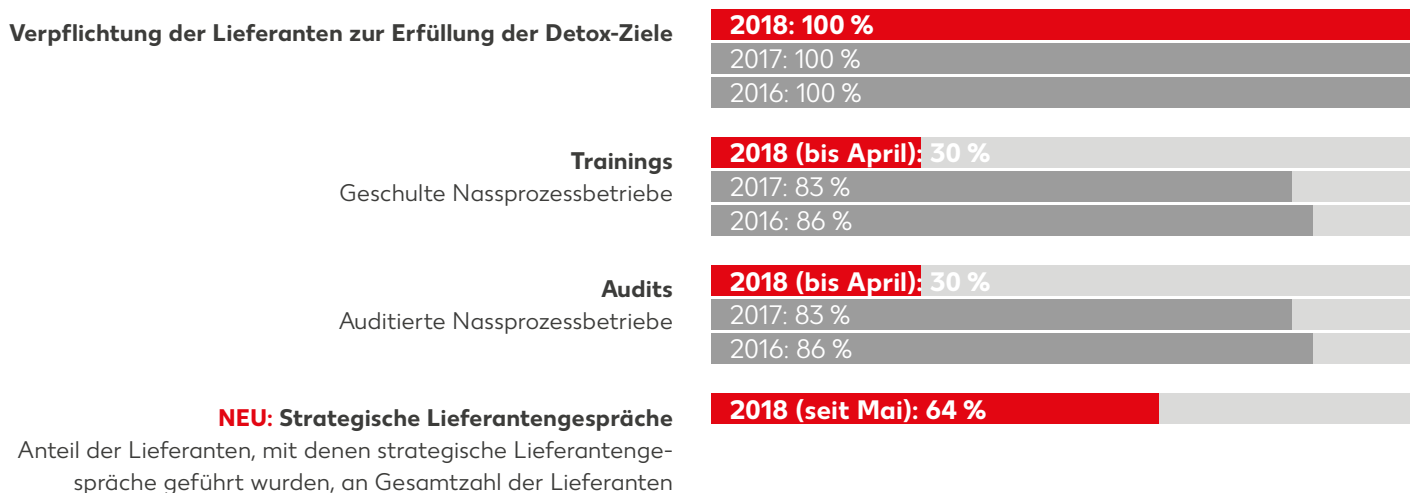 Verpflichtung der Lieferanten zur Erfüllung der Detox-Ziele
2018: 100 %
2017: 100 %
2016: 100 %
Trainings
Geschulte Nassprozessbetriebe
2018 (bis April): 30 %
2017: 83 %
2016: 86 %
Audits
Auditierte Nassprozessbetriebe
2018 (bis April): 30 %
2017: 83 %
2016: 86 %
NEU: Strategische Lieferantengespräche
Anteil der Lieferanten, mit denen strategische Lieferantenge-
spräche geführt wurden, an Gesamtzahl der Lieferanten
2018 (seit Mai): 64 %